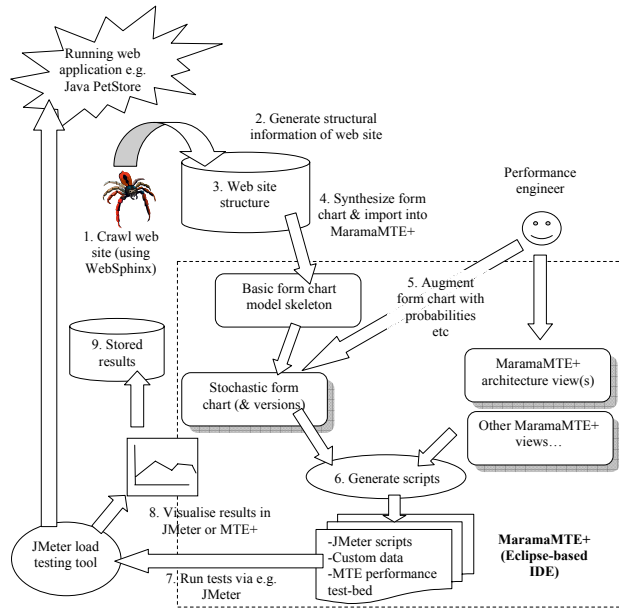 Running web
application e.g.
Java PetStore
2. Generate structural
information of web site
3. Web site
structure
Performance
engineer
4. Synthesize form
chart & import into
MaramaMTE+
1. Crawl web
site (using
WebSphinx)
Basic form chart
model skeleton
5. Augment
form chart with
probabilities
etc
9. Stored
results
Stochastic form
chart (& versions)
MaramaMTE+
architecture view(s)
Other MaramaMTE+
views…
6. Generate scripts
8. Visualise results in
JMeter or MTE+
JMeter load
testing tool
-JMeter scripts
-Custom data
-MTE performance
test-bed
MaramaMTE+
(Eclipse-based
IDE)
7. Run tests via e.g.
JMeter